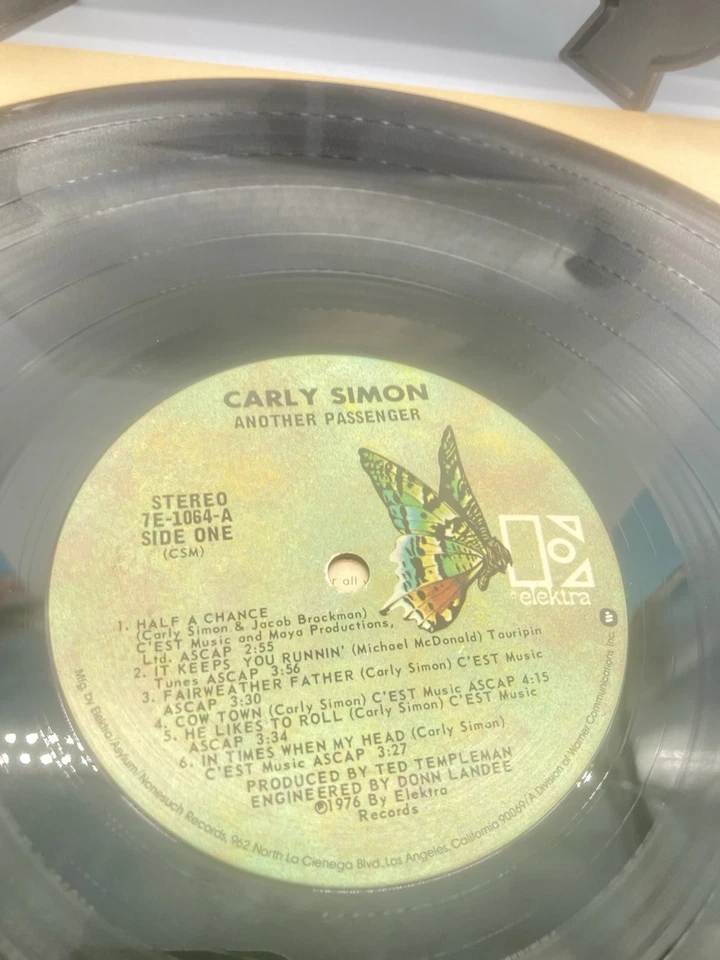 CARLY SIMON
ANOTHER PASSENGER
STEREO
7E-1064-A
SIDE ONE
(CSM)
elektra
r all
1. HALF A CHANCE
(Carly Simon & Jacob Brackman)
C'EST Music and Maya Productions,
Ltd. ASCAP 2:55
2. IT KEEPS YOU RUNNIN' (Michael McDonald) Tauripin
Tunes ASCAP 3:56
3. FAIRWEATHER FATHER (Carly Simon) C'EST Music
ASCAP 3:30
4. COW TOWN (Carly Simon) C'EST Music ASCAP 4:15
5. HE LIKES TO ROLL (Carly Simon) C'EST Music
ASCAP 3:34
6. IN TIMES WHEN MY HEAD (Carly Simon)
C'EST Music ASCAP 3:27
PRODUCED BY TED TEMPLEMAN
ENGINEERED BY DONN LANDEE
℗1976 By Elektra
Records
Mfg. by Elektra/Asylum/Nonesuch Records, 962 North La Cienega Blvd., Los Angeles, California 90069/A Division of Warner Communications Inc. W